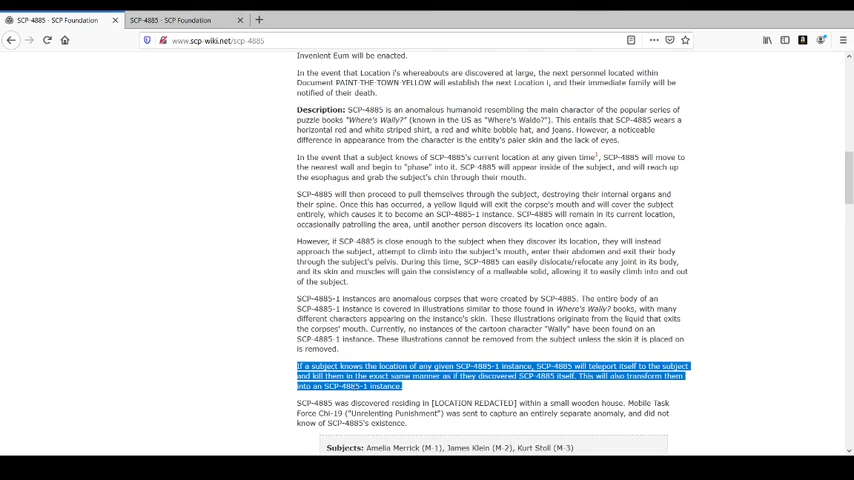 SCP-4885 - SCP Foundation
SCP-4885 - SCP Foundation
www.scp-wiki.net/scp-4885
Invenient Eum will be enacted.
In the event that Location i's whereabouts are discovered at large, the next personnel located within
Document PAINT-THE-TOWN-YELLOW will establish the next Location i, and their immediate family will be
notified of their death.
Description: SCP-4885 is an anomalous humanoid resembling the main character of the popular series of
puzzle books "Where's Wally?" (known in the US as "Where's Waldo?"). This entails that SCP-4885 wears a
horizontal red and white striped shirt, a red and white bobble hat, and jeans. However, a noticeable
difference in appearance from the character is the entity's paler skin and the lack of eyes.
In the event that a subject knows of SCP-4885's current location at any given time1, SCP-4885 will move to
the nearest wall and begin to "phase" into it. SCP-4885 will appear inside of the subject, and will reach up
the esophagus and grab the subject's chin through their mouth.
SCP-4885 will then proceed to pull themselves through the subject, destroying their internal organs and
their spine. Once this has occurred, a yellow liquid will exit the corpse's mouth and will cover the subject
entirely, which causes it to become an SCP-4885-1 instance. SCP-4885 will remain in its current location,
occasionally patrolling the area, until another person discovers its location once again.
However, if SCP-4885 is close enough to the subject when they discover its location, they will instead
approach the subject, attempt to climb into the subject's mouth, enter their abdomen and exit their body
through the subject's pelvis. During this time, SCP-4885 can easily dislocate/relocate any joint in its body,
and its skin and muscles will gain the consistency of a malleable solid, allowing it to easily climb into and out
of the subject.
SCP-4885-1 instances are anomalous corpses that were created by SCP-4885. The entire body of an
SCP-4885-1 instance is covered in illustrations similar to those found in Where's Wally? books, with many
different characters appearing on the instance's skin. These illustrations originate from the liquid that exits
the corpses' mouth. Currently, no instances of the cartoon character "Wally" have been found on an
SCP-4885-1 instance. These illustrations cannot be removed from the subject unless the skin it is placed on
is removed.
If a subject knows the location of any given SCP-4885-1 instance, SCP-4885 will teleport itself to the subject
and kill them in the exact same manner as if they discovered SCP-4885 itself. This will also transform them
into an SCP-4885-1 instance.
SCP-4885 was discovered residing in [LOCATION REDACTED] within a small wooden house. Mobile Task
Force Chi-19 ("Unrelenting Punishment") was sent to capture an entirely separate anomaly, and did not
know of SCP-4885's existence.
Subjects: Amelia Merrick (M-1), James Klein (M-2), Kurt Stoll (M-3)